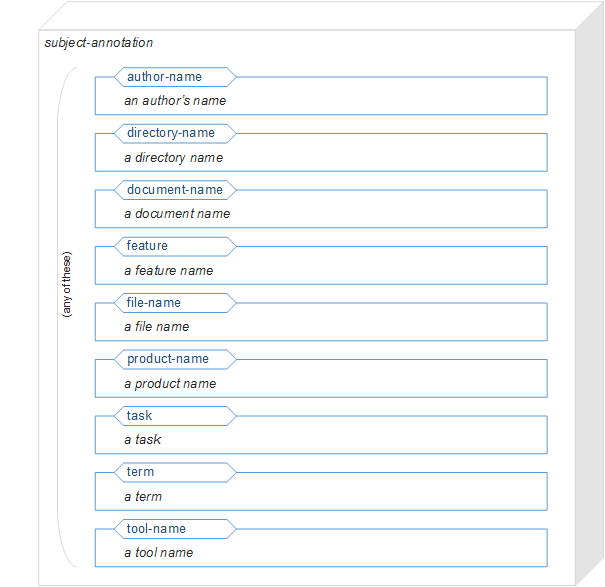 subject-annotation
(any of these)
author-name
an author's name
directory-name
a directory name
document-name
a document name
feature
a feature name
file-name
a file name
product-name
a product name
task
a task
term
a term
tool-name
a tool name